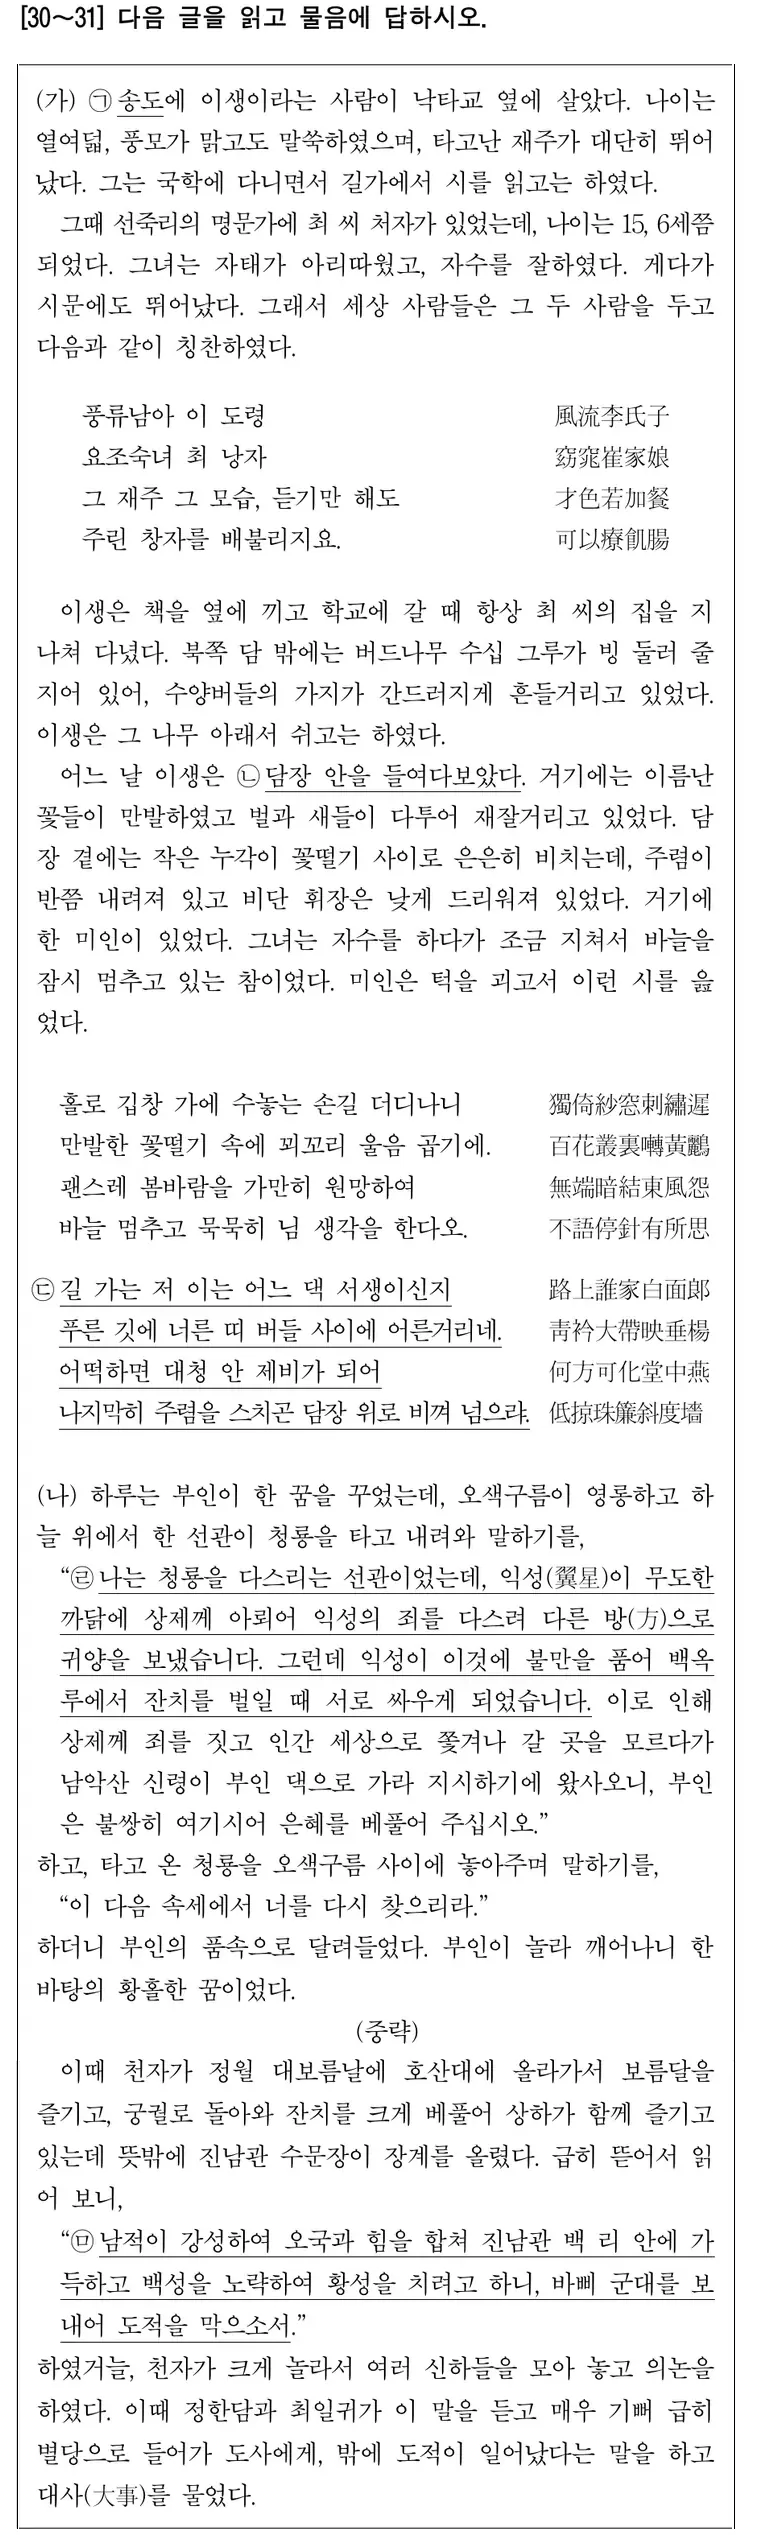 [30~31] 다음 글을 읽고 물음에 답하시오.
(가) ㉠송도에 이생이라는 사람이 낙타교 옆에 살았다. 나이는
열여덟, 풍모가 맑고도 말쑥하였으며, 타고난 재주가 대단히 뛰어
났다. 그는 국학에 다니면서 길가에서 시를 읽고는 하였다.
그때 선죽리의 명문가에 최 씨 처자가 있었는데, 나이는 15, 6세쯤
되었다. 그녀는 자태가 아리따웠고, 자수를 잘하였다. 게다가
시문에도 뛰어났다. 그래서 세상 사람들은 그 두 사람을 두고
다음과 같이 칭찬하였다.
풍류남아 이 도령 風流李氏子
요조숙녀 최 낭자 窈窕崔家娘
그 재주 그 모습, 듣기만 해도 才色若加餐
주린 창자를 배불리지요. 可以療飢腸
이생은 책을 옆에 끼고 학교에 갈 때 항상 최 씨의 집을 지
나쳐 다녔다. 북쪽 담 밖에는 버드나무 수십 그루가 빙 둘러 줄
지어 있어, 수양버들의 가지가 간드러지게 흔들거리고 있었다.
이생은 그 나무 아래서 쉬고는 하였다.
어느 날 이생은 ㉡담장 안을 들여다보았다. 거기에는 이름난
꽃들이 만발하였고 벌과 새들이 다투어 재잘거리고 있었다. 담
장 곁에는 작은 누각이 꽃떨기 사이로 은은히 비치는데, 주렴이
반쯤 내려져 있고 비단 휘장은 낮게 드리워져 있었다. 거기에
한 미인이 있었다. 그녀는 자수를 하다가 조금 지쳐서 바늘을
잠시 멈추고 있는 참이었다. 미인은 턱을 괴고서 이런 시를 읊
었다.
홀로 깁창 가에 수놓는 손길 더디나니 獨倚紗窓刺繡遲
만발한 꽃떨기 속에 꾀꼬리 울음 곱기에. 百花叢裏囀黃鸝
괜스레 봄바람을 가만히 원망하여 無端暗結東風怨
바늘 멈추고 묵묵히 님 생각을 한다오. 不語停針有所思
㉢길 가는 저 이는 어느 댁 서생이신지 路上誰家白面郞
푸른 깃에 너른 띠 버들 사이에 어른거리네. 靑衿大帶映垂楊
어떡하면 대청 안 제비가 되어 何方可化堂中燕
나지막히 주렴을 스치곤 담장 위로 비껴 넘으랴. 低掠珠簾斜度墻
(나) 하루는 부인이 한 꿈을 꾸었는데, 오색구름이 영롱하고 하
늘 위에서 한 선관이 청룡을 타고 내려와 말하기를,
“㉣나는 청룡을 다스리는 선관이었는데, 익성(翼星)이 무도한
까닭에 상제께 아뢰어 익성의 죄를 다스려 다른 방(方)으로
귀양을 보냈습니다. 그런데 익성이 이것에 불만을 품어 백옥
루에서 잔치를 벌일 때 서로 싸우게 되었습니다. 이로 인해
상제께 죄를 짓고 인간 세상으로 쫓겨나 갈 곳을 모르다가
남악산 신령이 부인 댁으로 가라 지시하기에 왔사오니, 부인
은 불쌍히 여기시어 은혜를 베풀어 주십시오.”
하고, 타고 온 청룡을 오색구름 사이에 놓아주며 말하기를,
“이 다음 속세에서 너를 다시 찾으리라.”
하더니 부인의 품속으로 달려들었다. 부인이 놀라 깨어나니 한
바탕의 황홀한 꿈이었다.
(중략)
이때 천자가 정월 대보름날에 호산대에 올라가서 보름달을
즐기고, 궁궐로 돌아와 잔치를 크게 베풀어 상하가 함께 즐기고
있는데 뜻밖에 진남관 수문장이 장계를 올렸다. 급히 뜯어서 읽
어 보니,
“㉤남적이 강성하여 오국과 힘을 합쳐 진남관 백 리 안에 가
득하고 백성을 노략하여 황성을 치려고 하니, 바삐 군대를 보
내어 도적을 막으소서.”
하였거늘, 천자가 크게 놀라서 여러 신하들을 모아 놓고 의논을
하였다. 이때 정한담과 최일귀가 이 말을 듣고 매우 기뻐 급히
별당으로 들어가 도사에게, 밖에 도적이 일어났다는 말을 하고
대사(大事)를 물었다.